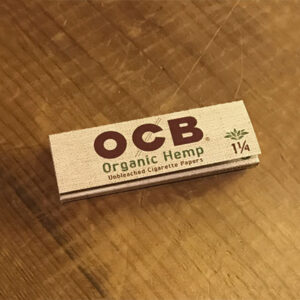 OCB®
Organic Hemp
Unbleached Cigarette Papers
1¼